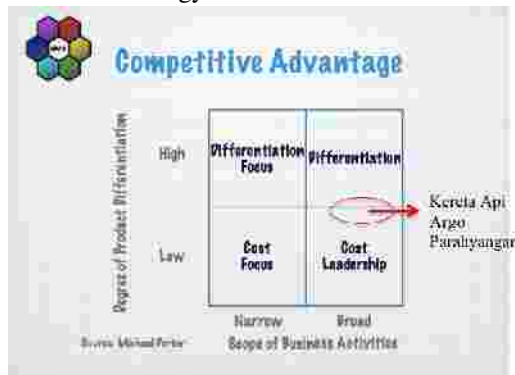 Competitive Advantage
Degree of Product Differentiation
High
Differentiation
Focus
Differentiation
Kereta Api
Argo
Parahyangan
Low
Cost
Focus
Cost
Leadership
Narrow
Broad
Source: Michael Porter
Scope of Business Activities